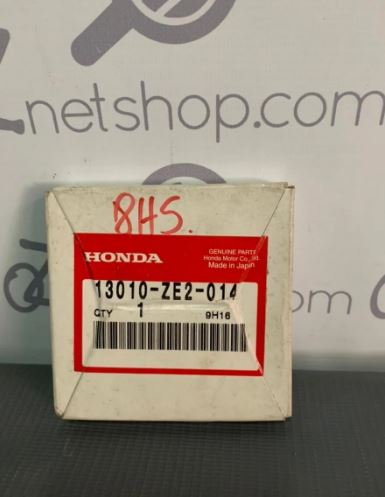 netshop.com
8HS.
HONDA
GENUINE PARTS
Honda Motor Co., Ltd.
Made in Japan
13010-ZE2-014
QTY 1 9H16
om